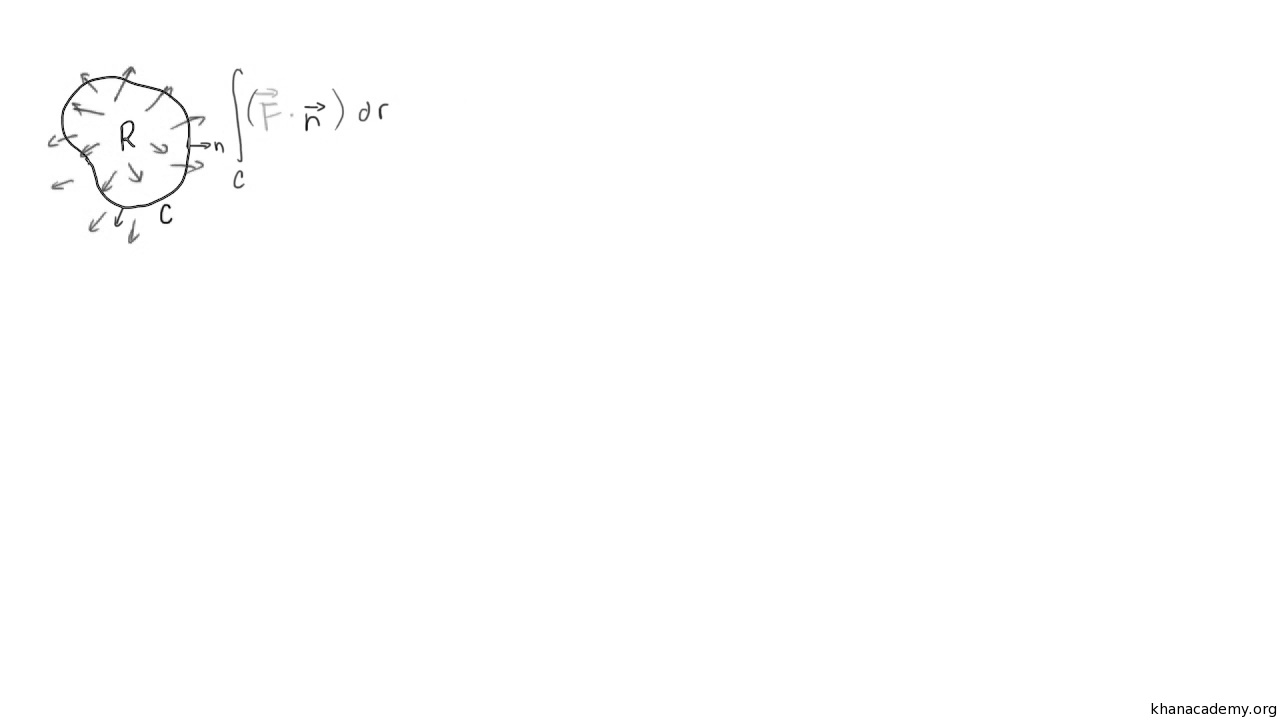 R
n
C
∫ (F⃗ · n⃗) dr
C
khanacademy.org